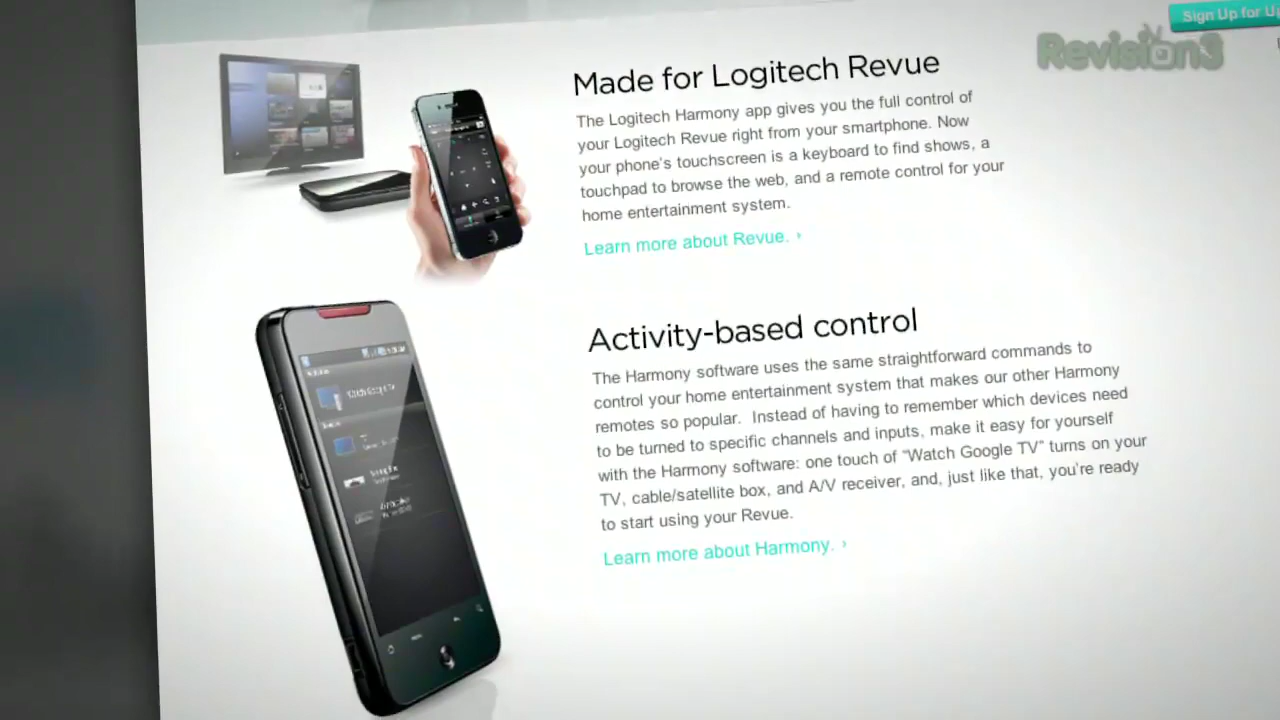 Sign Up for Up
Revision3
Made for Logitech Revue
The Logitech Harmony app gives you the full control of
your Logitech Revue right from your smartphone. Now
your phone's touchscreen is a keyboard to find shows, a
touchpad to browse the web, and a remote control for your
home entertainment system.
Learn more about Revue. ›
Activity-based control
The Harmony software uses the same straightforward commands to
control your home entertainment system that makes our other Harmony
remotes so popular. Instead of having to remember which devices need
to be turned to specific channels and inputs, make it easy for yourself
with the Harmony software: one touch of “Watch Google TV” turns on your
TV, cable/satellite box, and A/V receiver, and, just like that, you’re ready
to start using your Revue.
Learn more about Harmony. ›